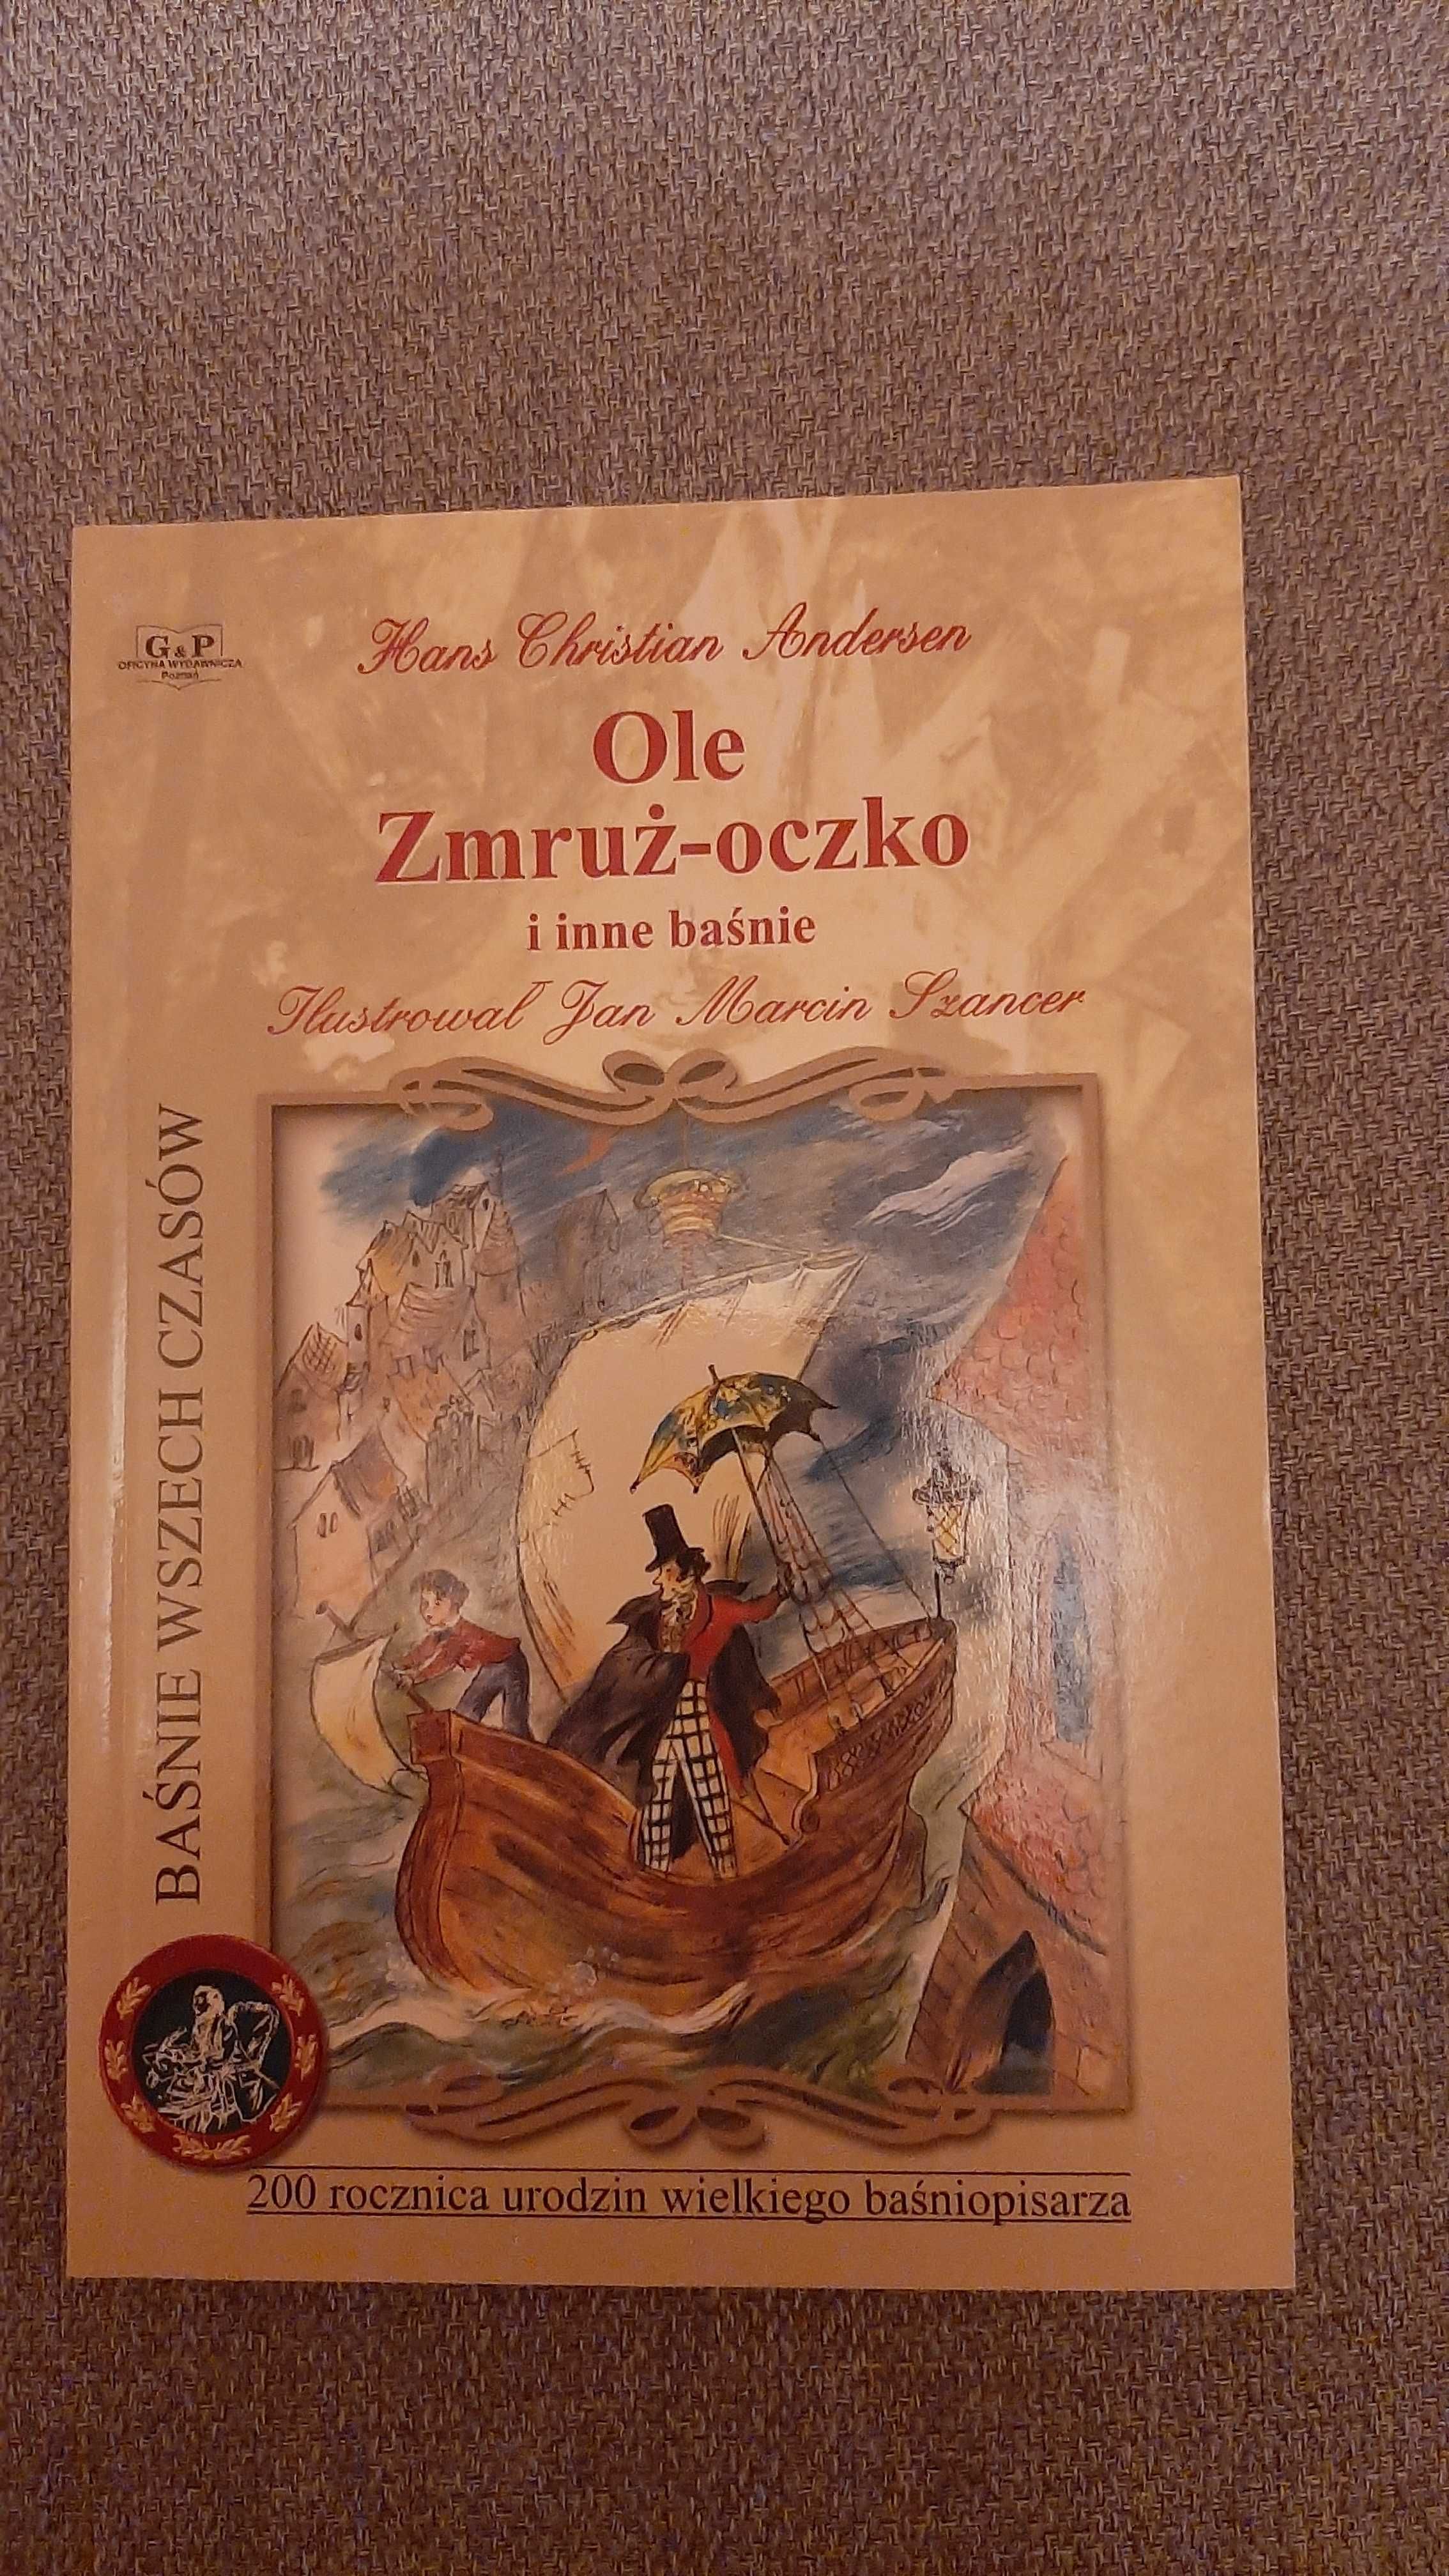 G&P
OFICYNA WYDAWNICZA
Poznań
Hans Christian Andersen
Ole
Zmruż-oczko
i inne baśnie
Ilustrował Jan Marcin Szancer
BAŚNIE WSZECH CZASÓW
200 rocznica urodzin wielkiego baśniopisarza